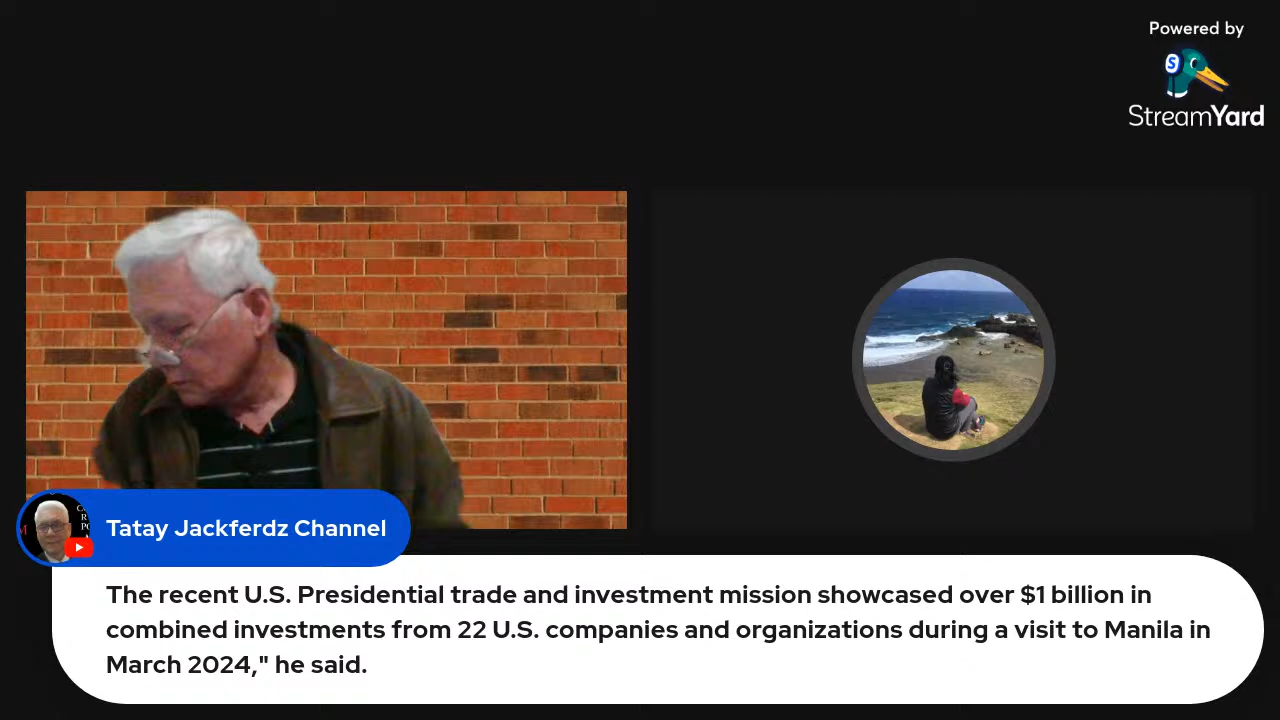 Powered by
StreamYard
Tatay Jackferdz Channel
The recent U.S. Presidential trade and investment mission showcased over $1 billion in
combined investments from 22 U.S. companies and organizations during a visit to Manila in
March 2024," he said.